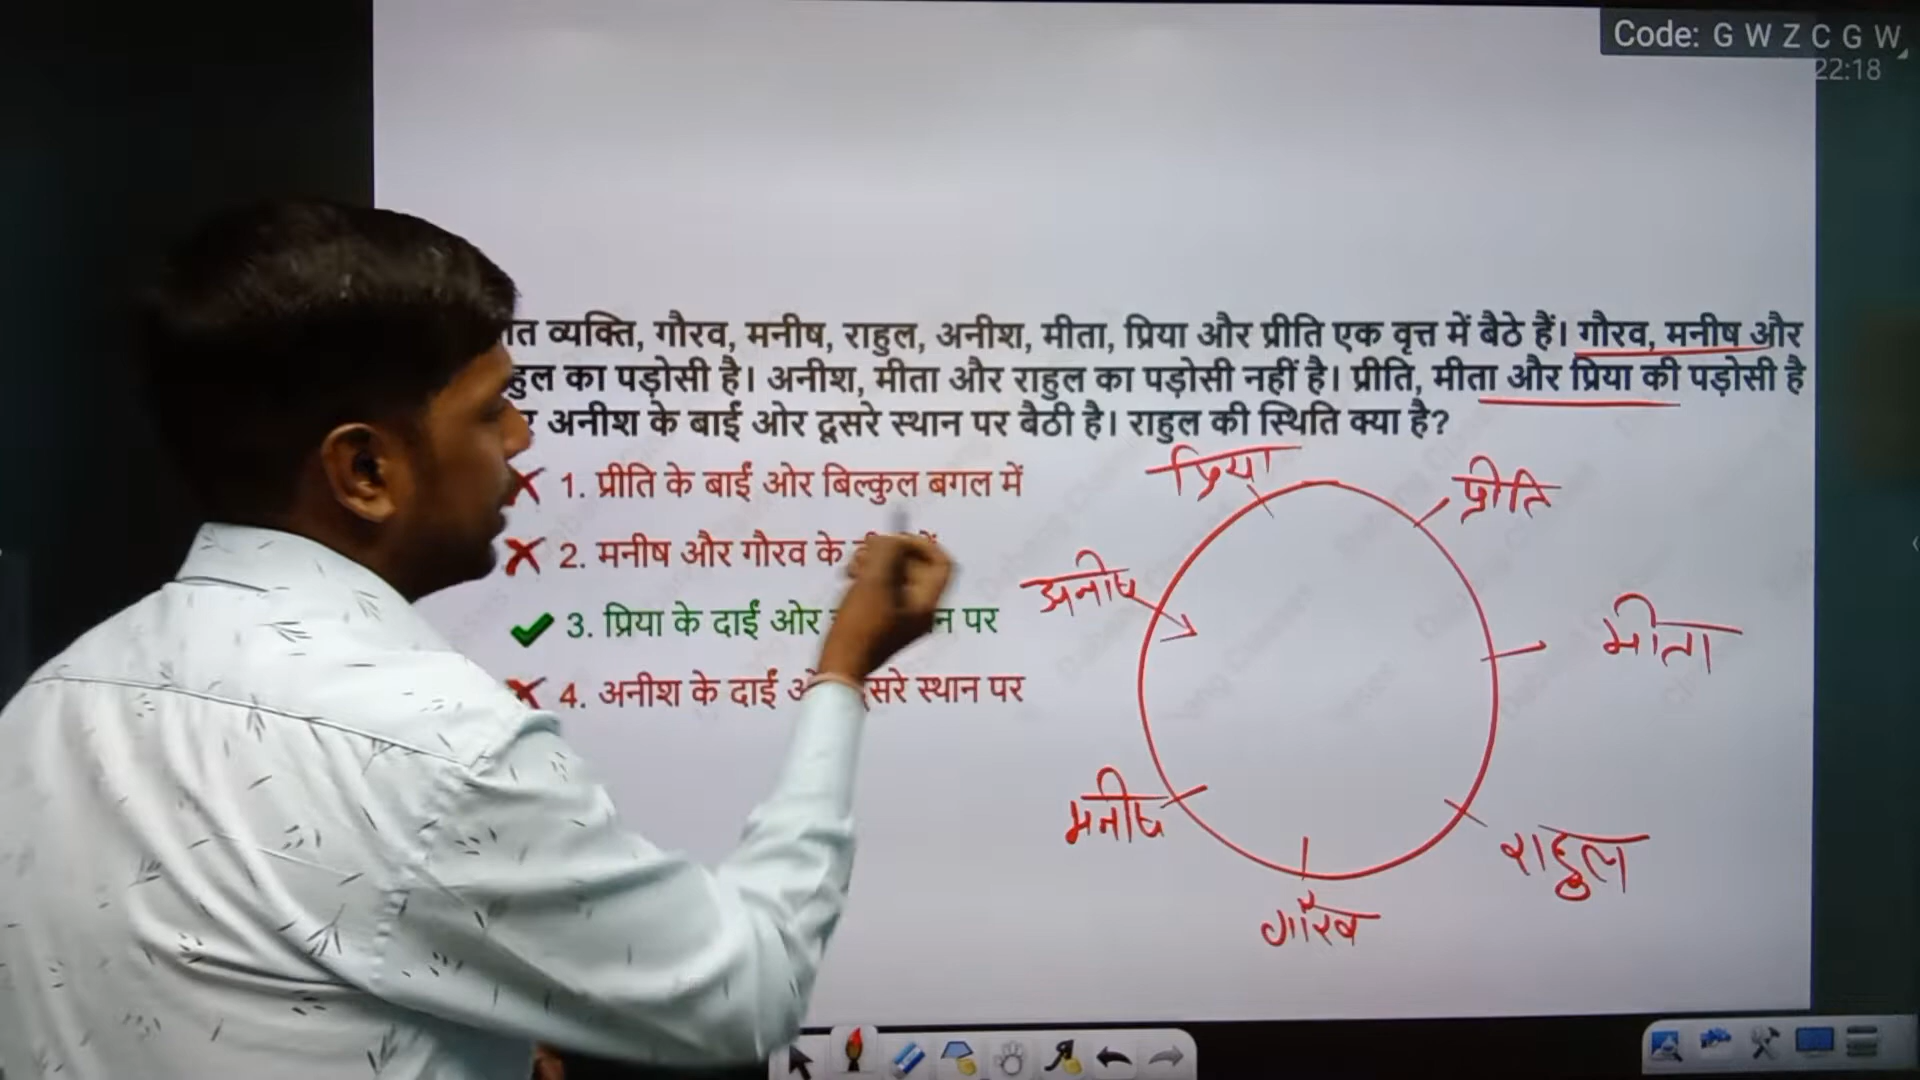 Code: G W Z C G W
22:18
व्यक्ति, गौरव, मनीष, राहुल, अनीश, मीता, प्रिया और प्रीति एक वृत्त में बैठे हैं। गौरव, मनीष और
का पड़ोसी है। अनीश, मीता और राहुल का पड़ोसी नहीं है। प्रीति, मीता और प्रिया की पड़ोसी है
अनीश के बाईं ओर दूसरे स्थान पर बैठी है। राहुल की स्थिति क्या है?
1. प्रीति के बाईं ओर बिल्कुल बगल में
2. मनीष और गौरव के
3. प्रिया के दाईं ओर पर
4. अनीश के दाईं स्थान पर
प्रिया
प्रीति
अनीष
मीता
मनीष
राहुल
गौरव